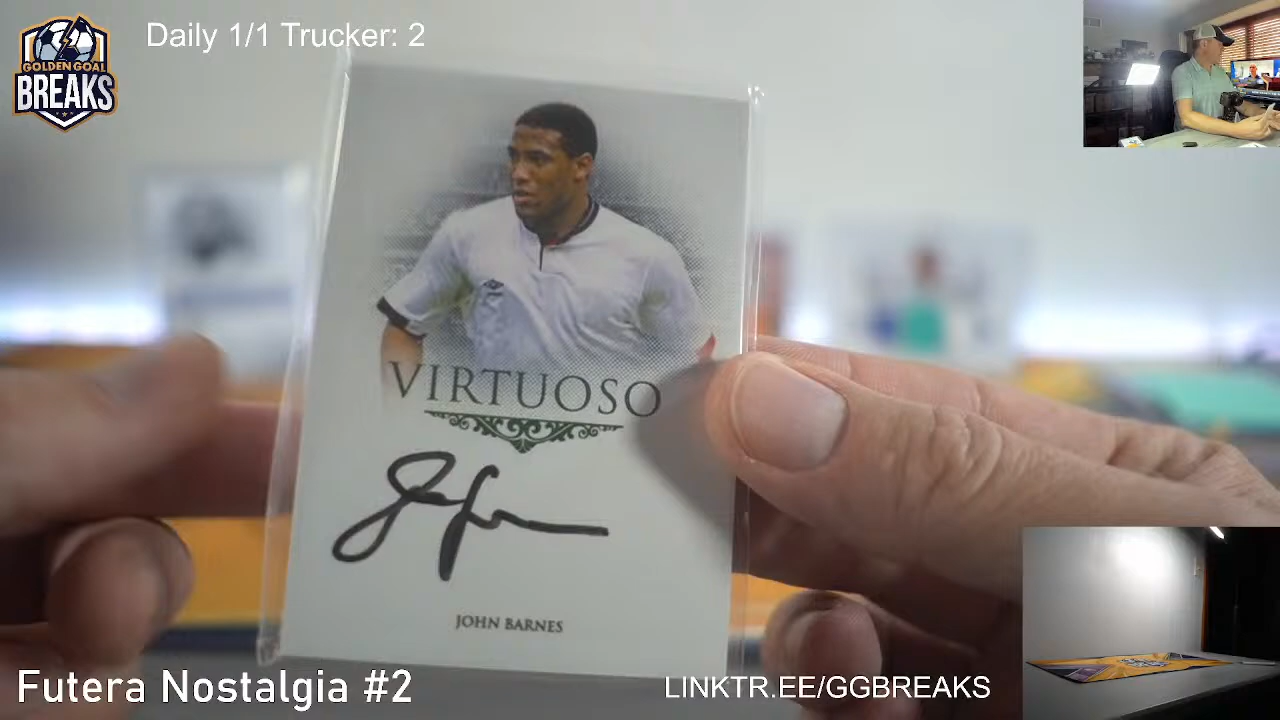 GOLDEN GOAL
BREAKS
Daily 1/1 Trucker: 2
VIRTUOSO
JOHN BARNES
Futera Nostalgia #2
LINKTR.EE/GGBREAKS